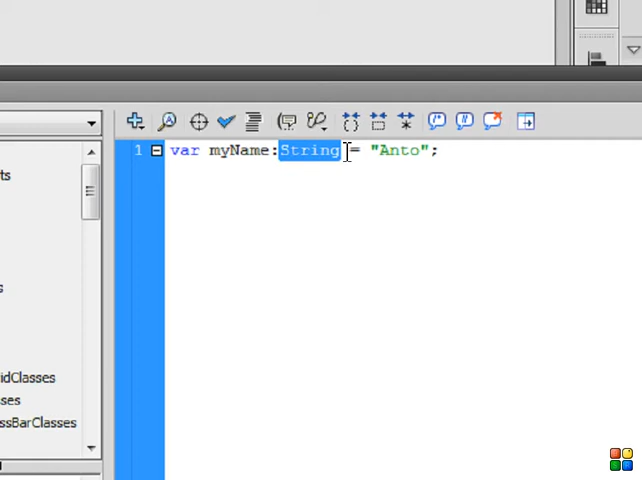 1 var myName:String = "Anto";
ts
s
idClasses
ses
ssBarClasses